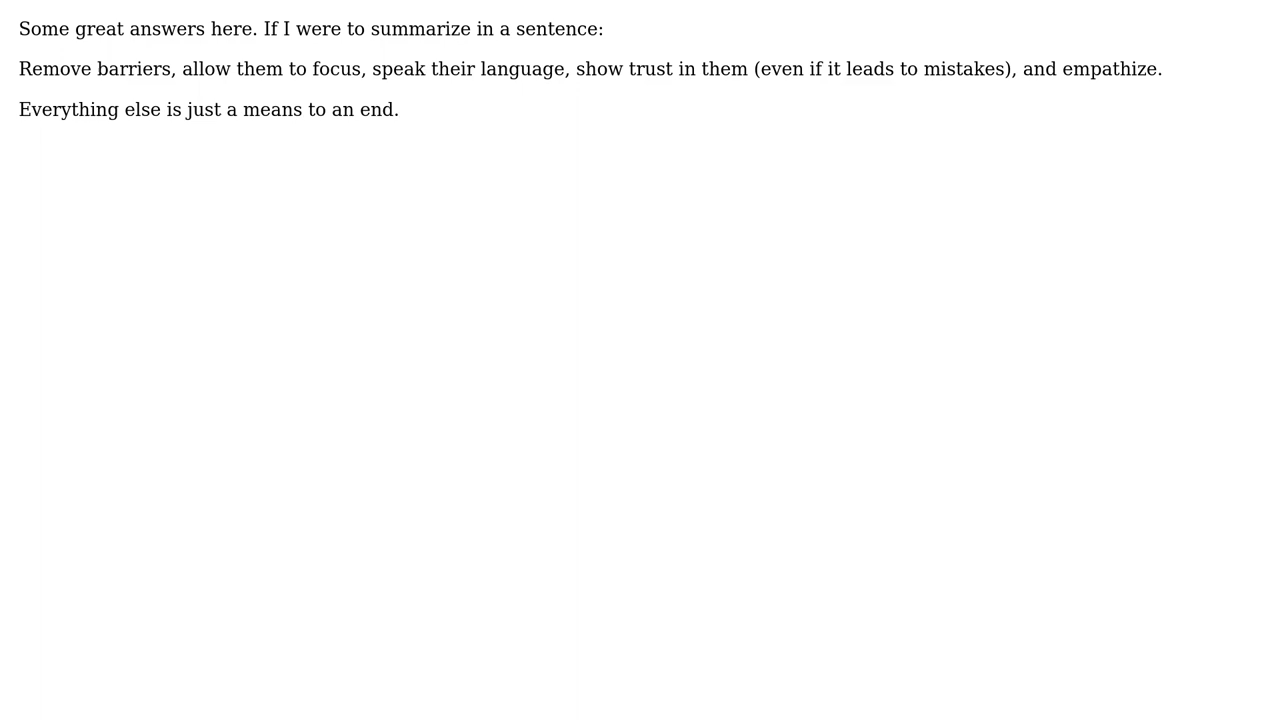 Some great answers here. If I were to summarize in a sentence:
Remove barriers, allow them to focus, speak their language, show trust in them (even if it leads to mistakes), and empathize.
Everything else is just a means to an end.